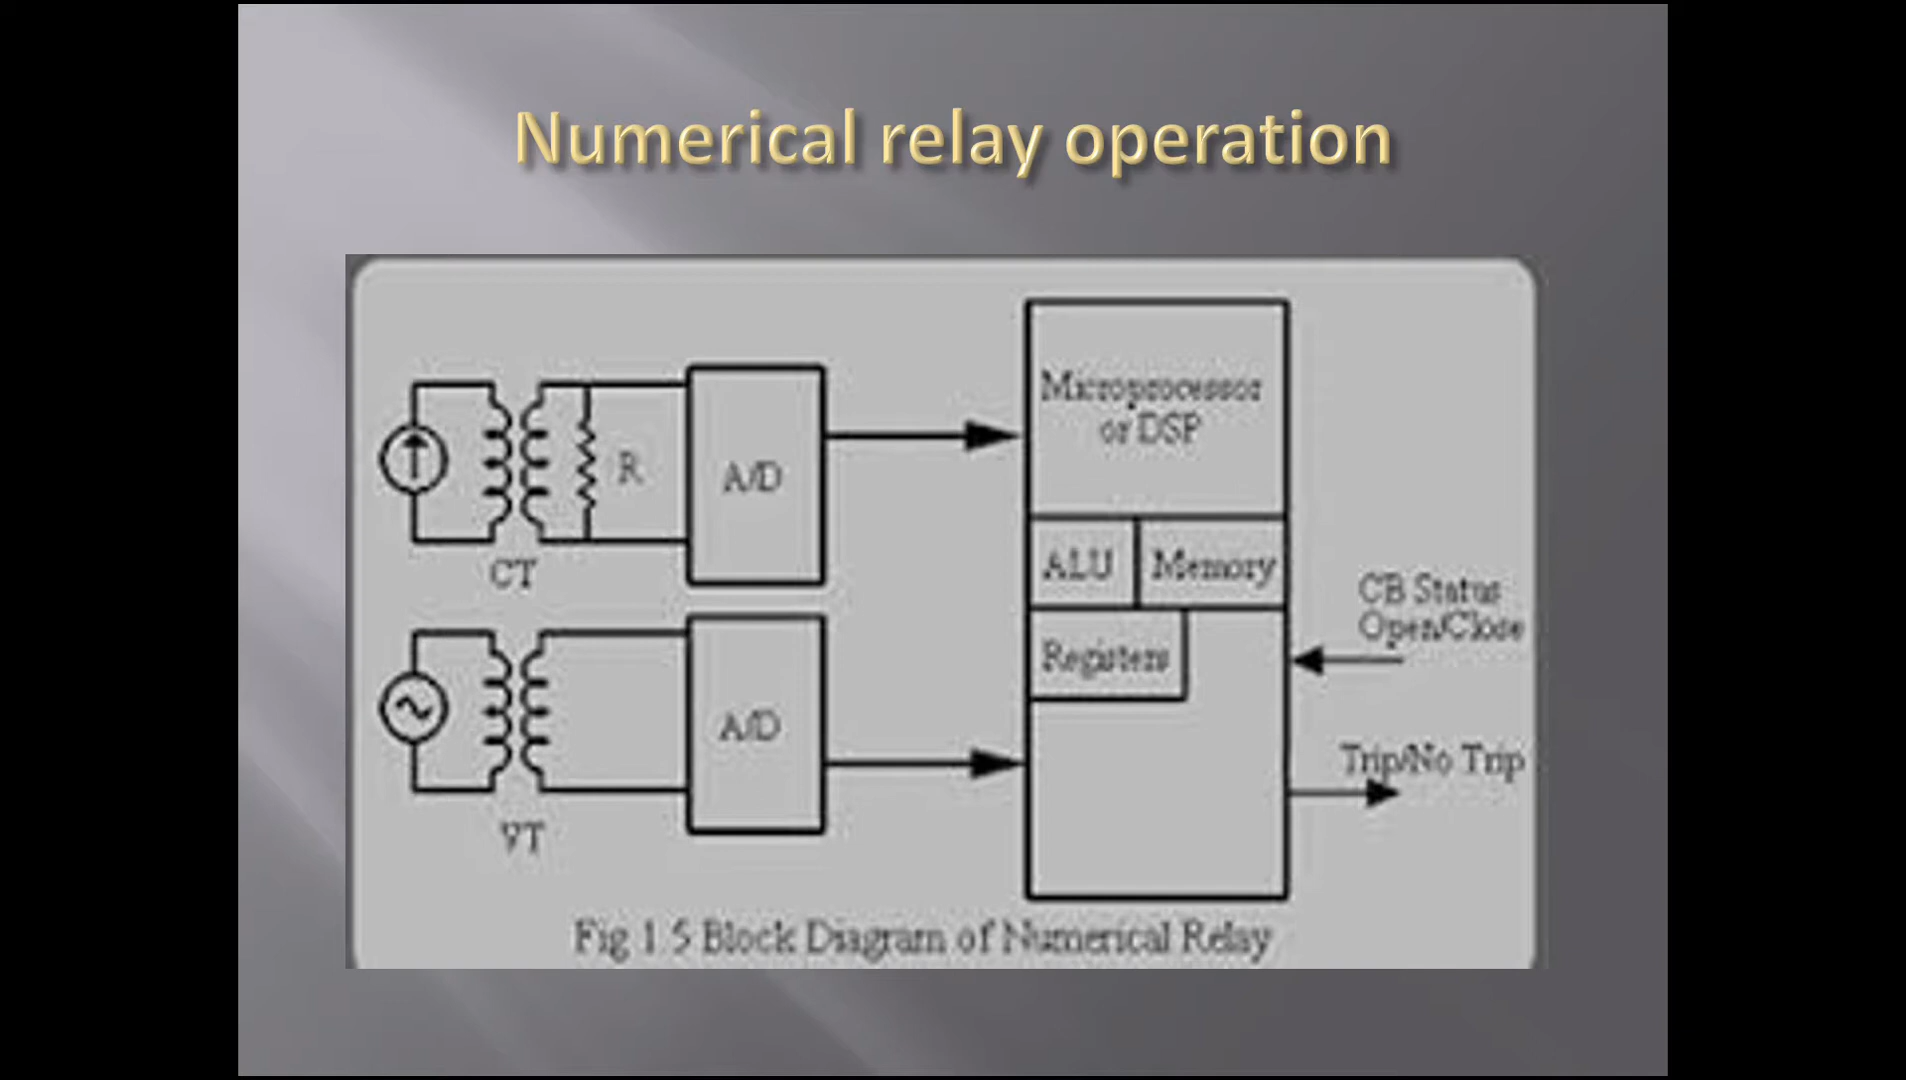 Numerical relay operation
Microprocessor
or DSP
R
A/D
ALU
Memory
CT
CB Status
Open/Close
Registers
A/D
Trip/No Trip
VT
Fig 1.5 Block Diagram of Numerical Relay